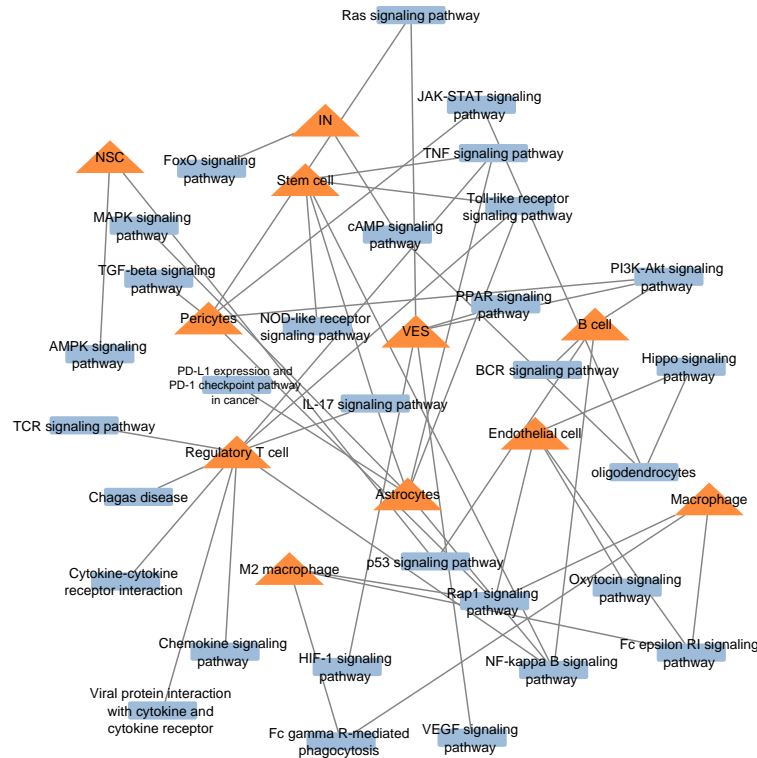 Ras signaling pathway
JAK-STAT signaling
pathway
IN
TNF signaling pathway
NSC
FoxO signaling
pathway
Stem cell
Toll-like receptor
signaling pathway
MAPK signaling
pathway
cAMP signaling
pathway
TGF-beta signaling
pathway
PI3K-Akt signaling
pathway
PPAR signaling
pathway
Pericytes
NOD-like receptor
signaling pathway
VES
B cell
AMPK signaling
pathway
PD-L1 expression and
PD-1 checkpoint pathway
in cancer
BCR signaling pathway
Hippo signaling
pathway
IL-17 signaling pathway
TCR signaling pathway
Endothelial cell
Regulatory T cell
oligodendrocytes
Chagas disease
Astrocytes
Macrophage
p53 signaling pathway
M2 macrophage
Cytokine-cytokine
receptor interaction
Oxytocin signaling
pathway
Rap1 signaling
pathway
Chemokine signaling
pathway
HIF-1 signaling
pathway
NF-kappa B signaling
pathway
Fc epsilon RI signaling
pathway
Viral protein interaction
with cytokine and
cytokine receptor
Fc gamma R-mediated
phagocytosis
VEGF signaling
pathway